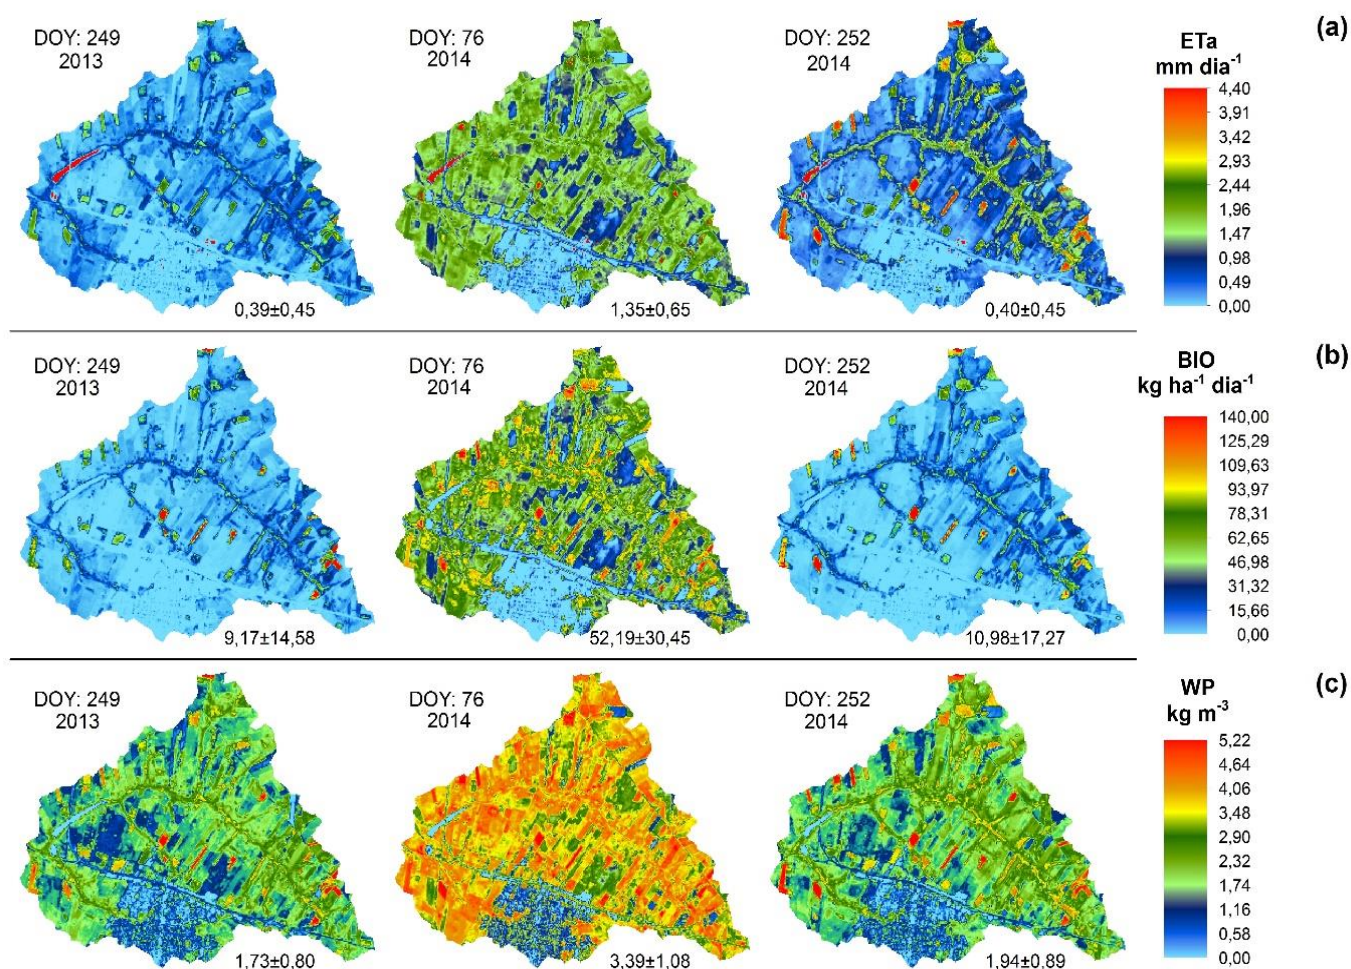 DOY: 249
2013
DOY: 76
2014
DOY: 252
2014
(a)
ETa
mm dia⁻¹
4,40
3,91
3,42
2,93
2,44
1,96
1,47
0,98
0,49
0,00
0,39±0,45
1,35±0,65
0,40±0,45
DOY: 249
2013
DOY: 76
2014
DOY: 252
2014
(b)
BIO
kg ha⁻¹ dia⁻¹
140,00
125,29
109,63
93,97
78,31
62,65
46,98
31,32
15,66
0,00
9,17±14,58
52,19±30,45
10,98±17,27
DOY: 249
2013
DOY: 76
2014
DOY: 252
2014
(c)
WP
kg m⁻³
5,22
4,64
4,06
3,48
2,90
2,32
1,74
1,16
0,58
0,00
1,73±0,80
3,39±1,08
1,94±0,89